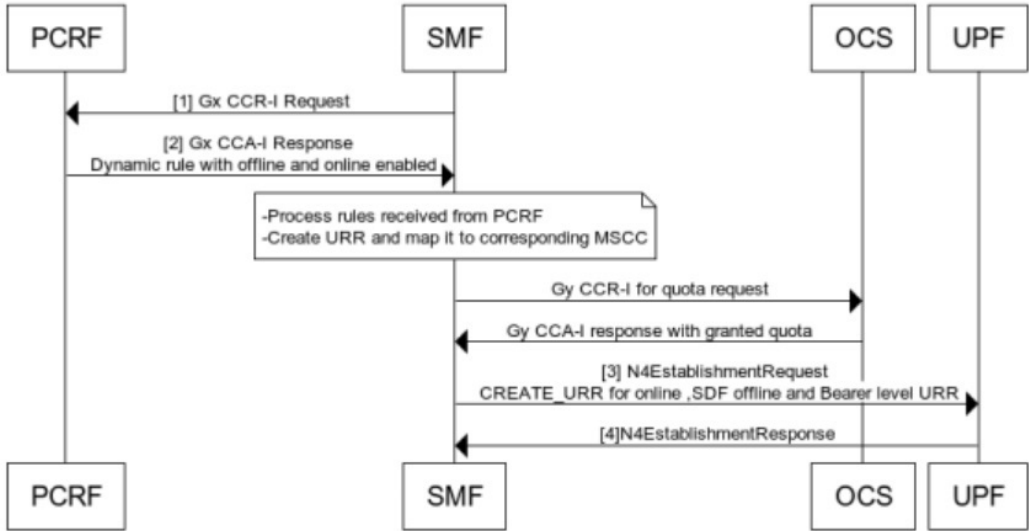 PCRF
SMF
OCS
UPF
[1] Gx CCR-I Request
[2] Gx CCA-I Response
Dynamic rule with offline and online enabled
-Process rules received from PCRF
-Create URR and map it to corresponding MSCC
Gy CCR-I for quota request
Gy CCA-I response with granted quota
[3] N4EstablishmentRequest
CREATE_URR for online ,SDF offline and Bearer level URR
[4]N4EstablishmentResponse
PCRF
SMF
OCS
UPF